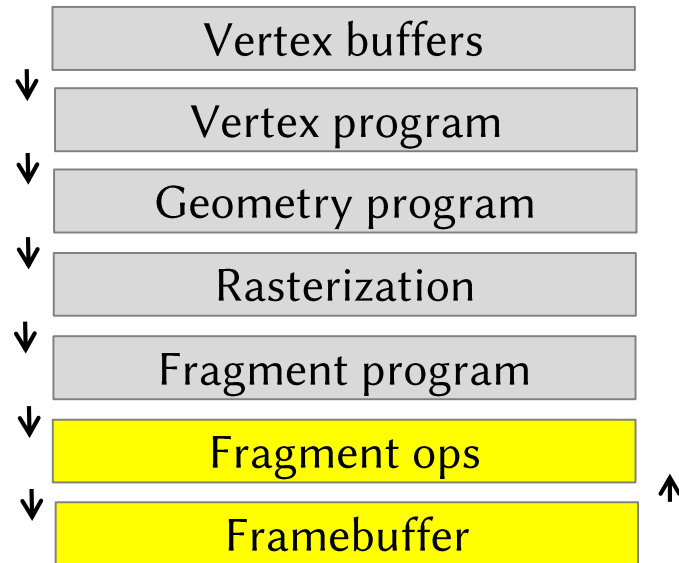 Vertex buffers
Vertex program
Geometry program
Rasterization
Fragment program
Fragment ops
Framebuffer